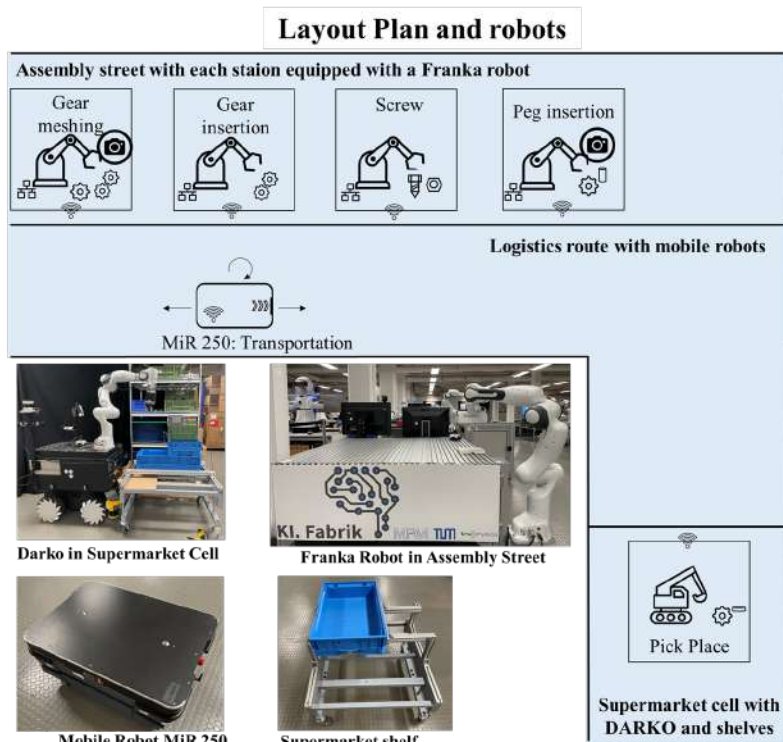 Layout Plan and robots
Assembly street with each staion equipped with a Franka robot
Gear
meshing
Gear
insertion
Screw
Peg insertion
Logistics route with mobile robots
MiR 250: Transportation
KI. Fabrik
MPM TUM
Darko in Supermarket Cell
Franka Robot in Assembly Street
Pick Place
Mobile Robot MiR 250
Supermarket shelf
Supermarket cell with
DARKO and shelves